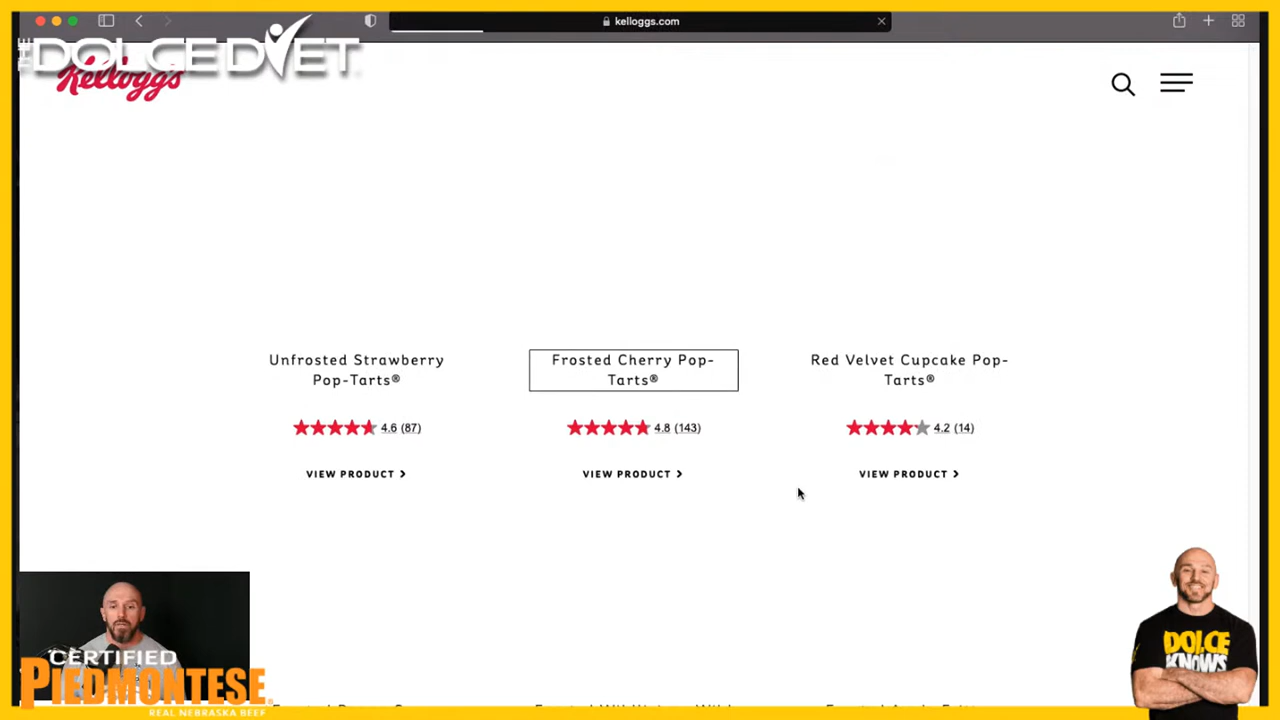 kelloggs.com
THE
DOLCE DIET
Kellogg's
Unfrosted Strawberry
Pop-Tarts®
Frosted Cherry Pop-
Tarts®
Red Velvet Cupcake Pop-
Tarts®
4.6 (87)
4.8 (143)
4.2 (14)
VIEW PRODUCT >
VIEW PRODUCT >
VIEW PRODUCT >
DOLCE
KNOWS
CERTIFIED
PIEDMONTESE
REAL NEBRASKA BEEF